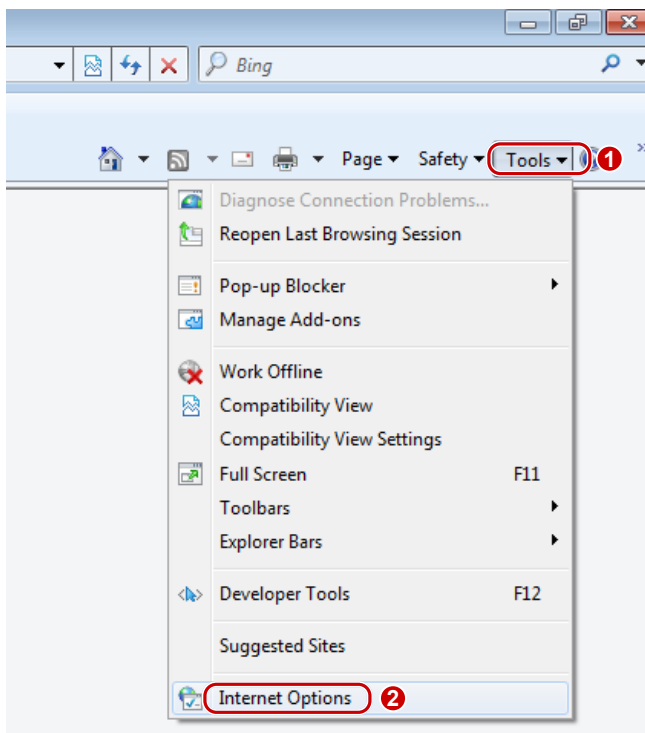 Bing
Page Safety Tools 1
Diagnose Connection Problems...
Reopen Last Browsing Session
Pop-up Blocker
Manage Add-ons
Work Offline
Compatibility View
Compatibility View Settings
Full Screen F11
Toolbars
Explorer Bars
Developer Tools F12
Suggested Sites
Internet Options 2